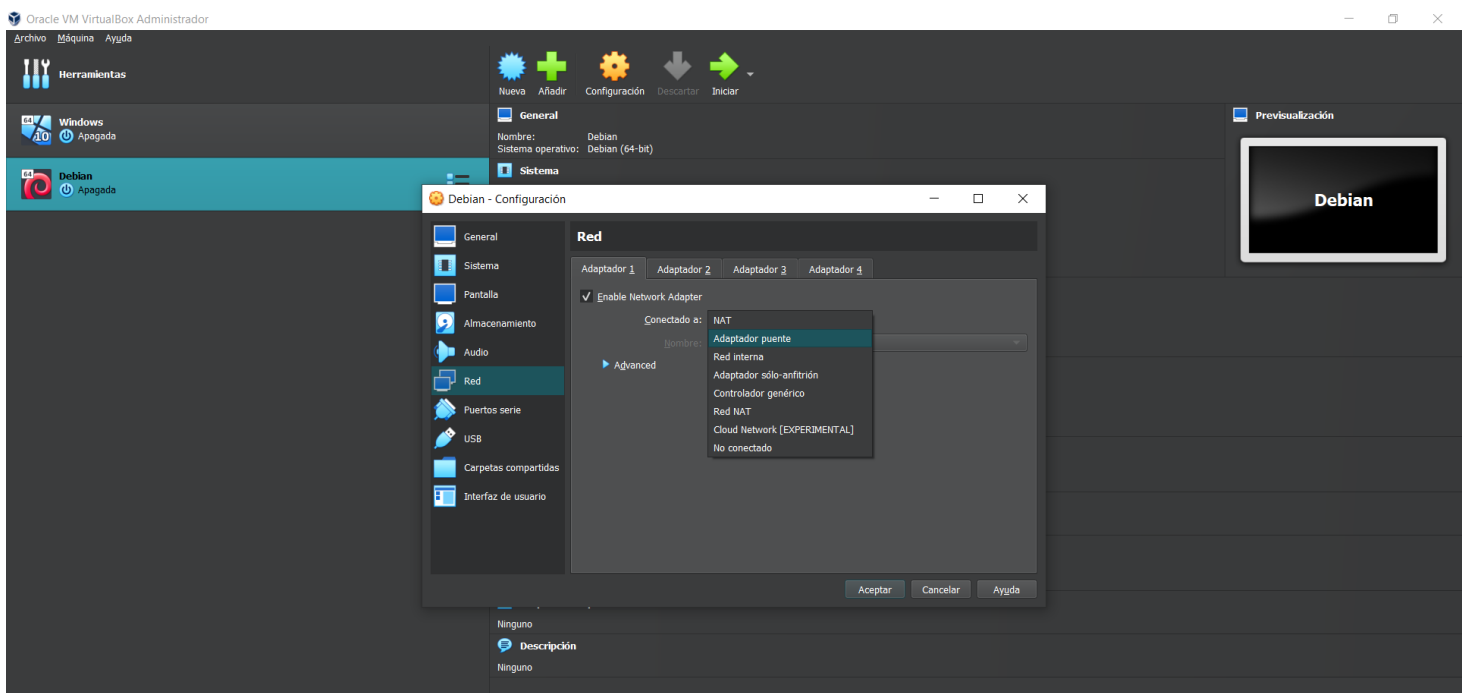 Oracle VM VirtualBox Administrador
Archivo Máquina Ayuda
Herramientas
Nueva Añadir Configuración Descartar Iniciar
64 Windows
10 Apagada
64 Debian
Apagada
General
Nombre: Debian
Sistema operativo: Debian (64-bit)
Sistema
Previsualización
Debian
Debian - Configuración
General
Sistema
Pantalla
Almacenamiento
Audio
Red
Puertos serie
USB
Carpetas compartidas
Interfaz de usuario
Red
Adaptador 1 Adaptador 2 Adaptador 3 Adaptador 4
Enable Network Adapter
Conectado a: NAT
Nombre:
Advanced
Adaptador puente
Red interna
Adaptador sólo-anfitrión
Controlador genérico
Red NAT
Cloud Network [EXPERIMENTAL]
No conectado
Aceptar Cancelar Ayuda
Ninguno
Descripción
Ninguno